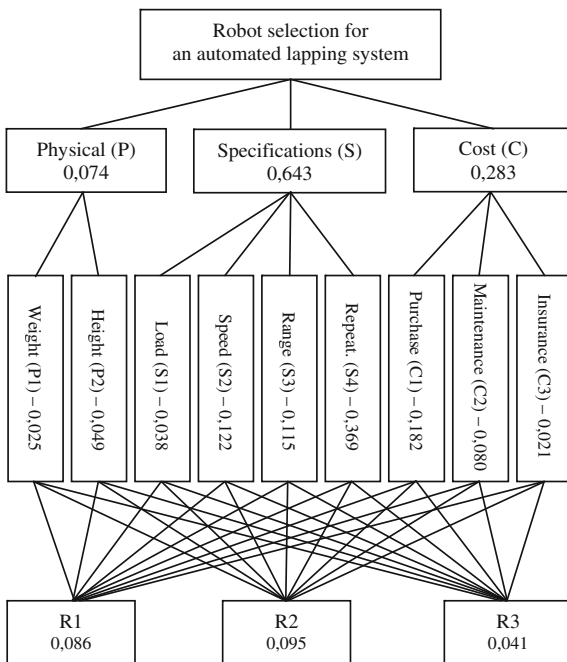 Robot selection for
an automated lapping system
Physical (P)
0,074
Specifications (S)
0,643
Cost (C)
0,283
Weight (P1) – 0,025
Height (P2) – 0,049
Load (S1) – 0,038
Speed (S2) – 0,122
Range (S3) – 0,115
Repeat. (S4) – 0,369
Purchase (C1) – 0,182
Maintenance (C2) – 0,080
Insurance (C3) – 0,021
R1
0,086
R2
0,095
R3
0,041